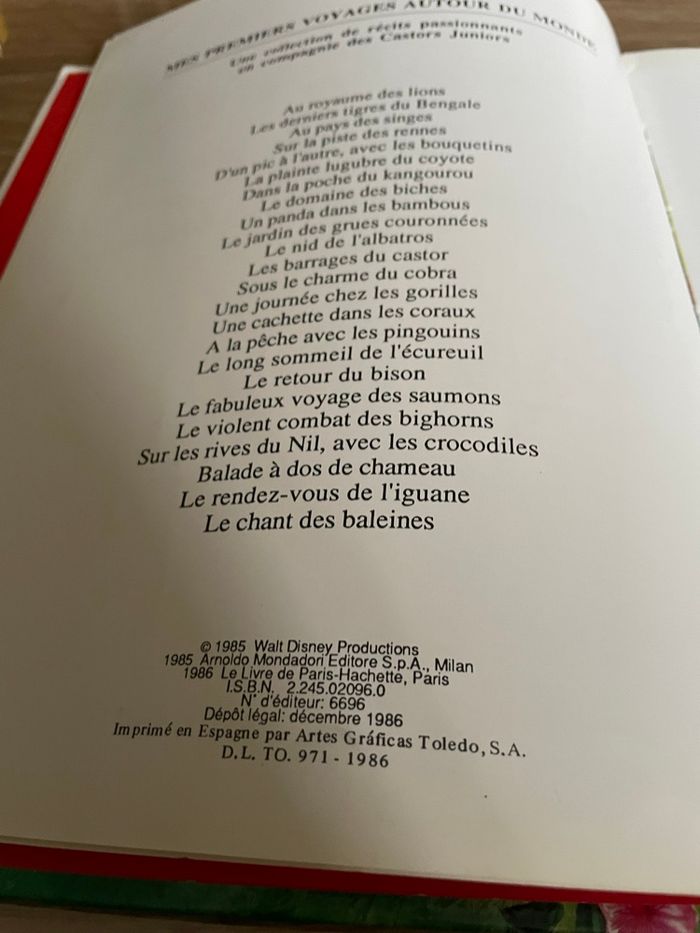 MES PREMIERS VOYAGES AUTOUR DU MONDE
Une collection de récits passionnants
en compagnie des Castors Juniors
Au royaume des lions
Les derniers tigres du Bengale
Au pays des singes
Sur la piste des rennes
D'un pic à l'autre, avec les bouquetins
La plainte lugubre du coyote
Dans la poche du kangourou
Le domaine des biches
Un panda dans les bambous
Le jardin des grues couronnées
Le nid de l'albatros
Les barrages du castor
Sous le charme du cobra
Une journée chez les gorilles
Une cachette dans les coraux
A la pêche avec les pingouins
Le long sommeil de l'écureuil
Le retour du bison
Le fabuleux voyage des saumons
Le violent combat des bighorns
Sur les rives du Nil, avec les crocodiles
Balade à dos de chameau
Le rendez-vous de l'iguane
Le chant des baleines
© 1985 Walt Disney Productions
1985 Arnoldo Mondadori Editore S.p.A., Milan
1986 Le Livre de Paris-Hachette, Paris
I.S.B.N. 2.245.02096.0
N° d'éditeur: 6696
Dépôt légal: décembre 1986
Imprimé en Espagne par Artes Gráficas Toledo, S.A.
D.L. TO. 971 - 1986